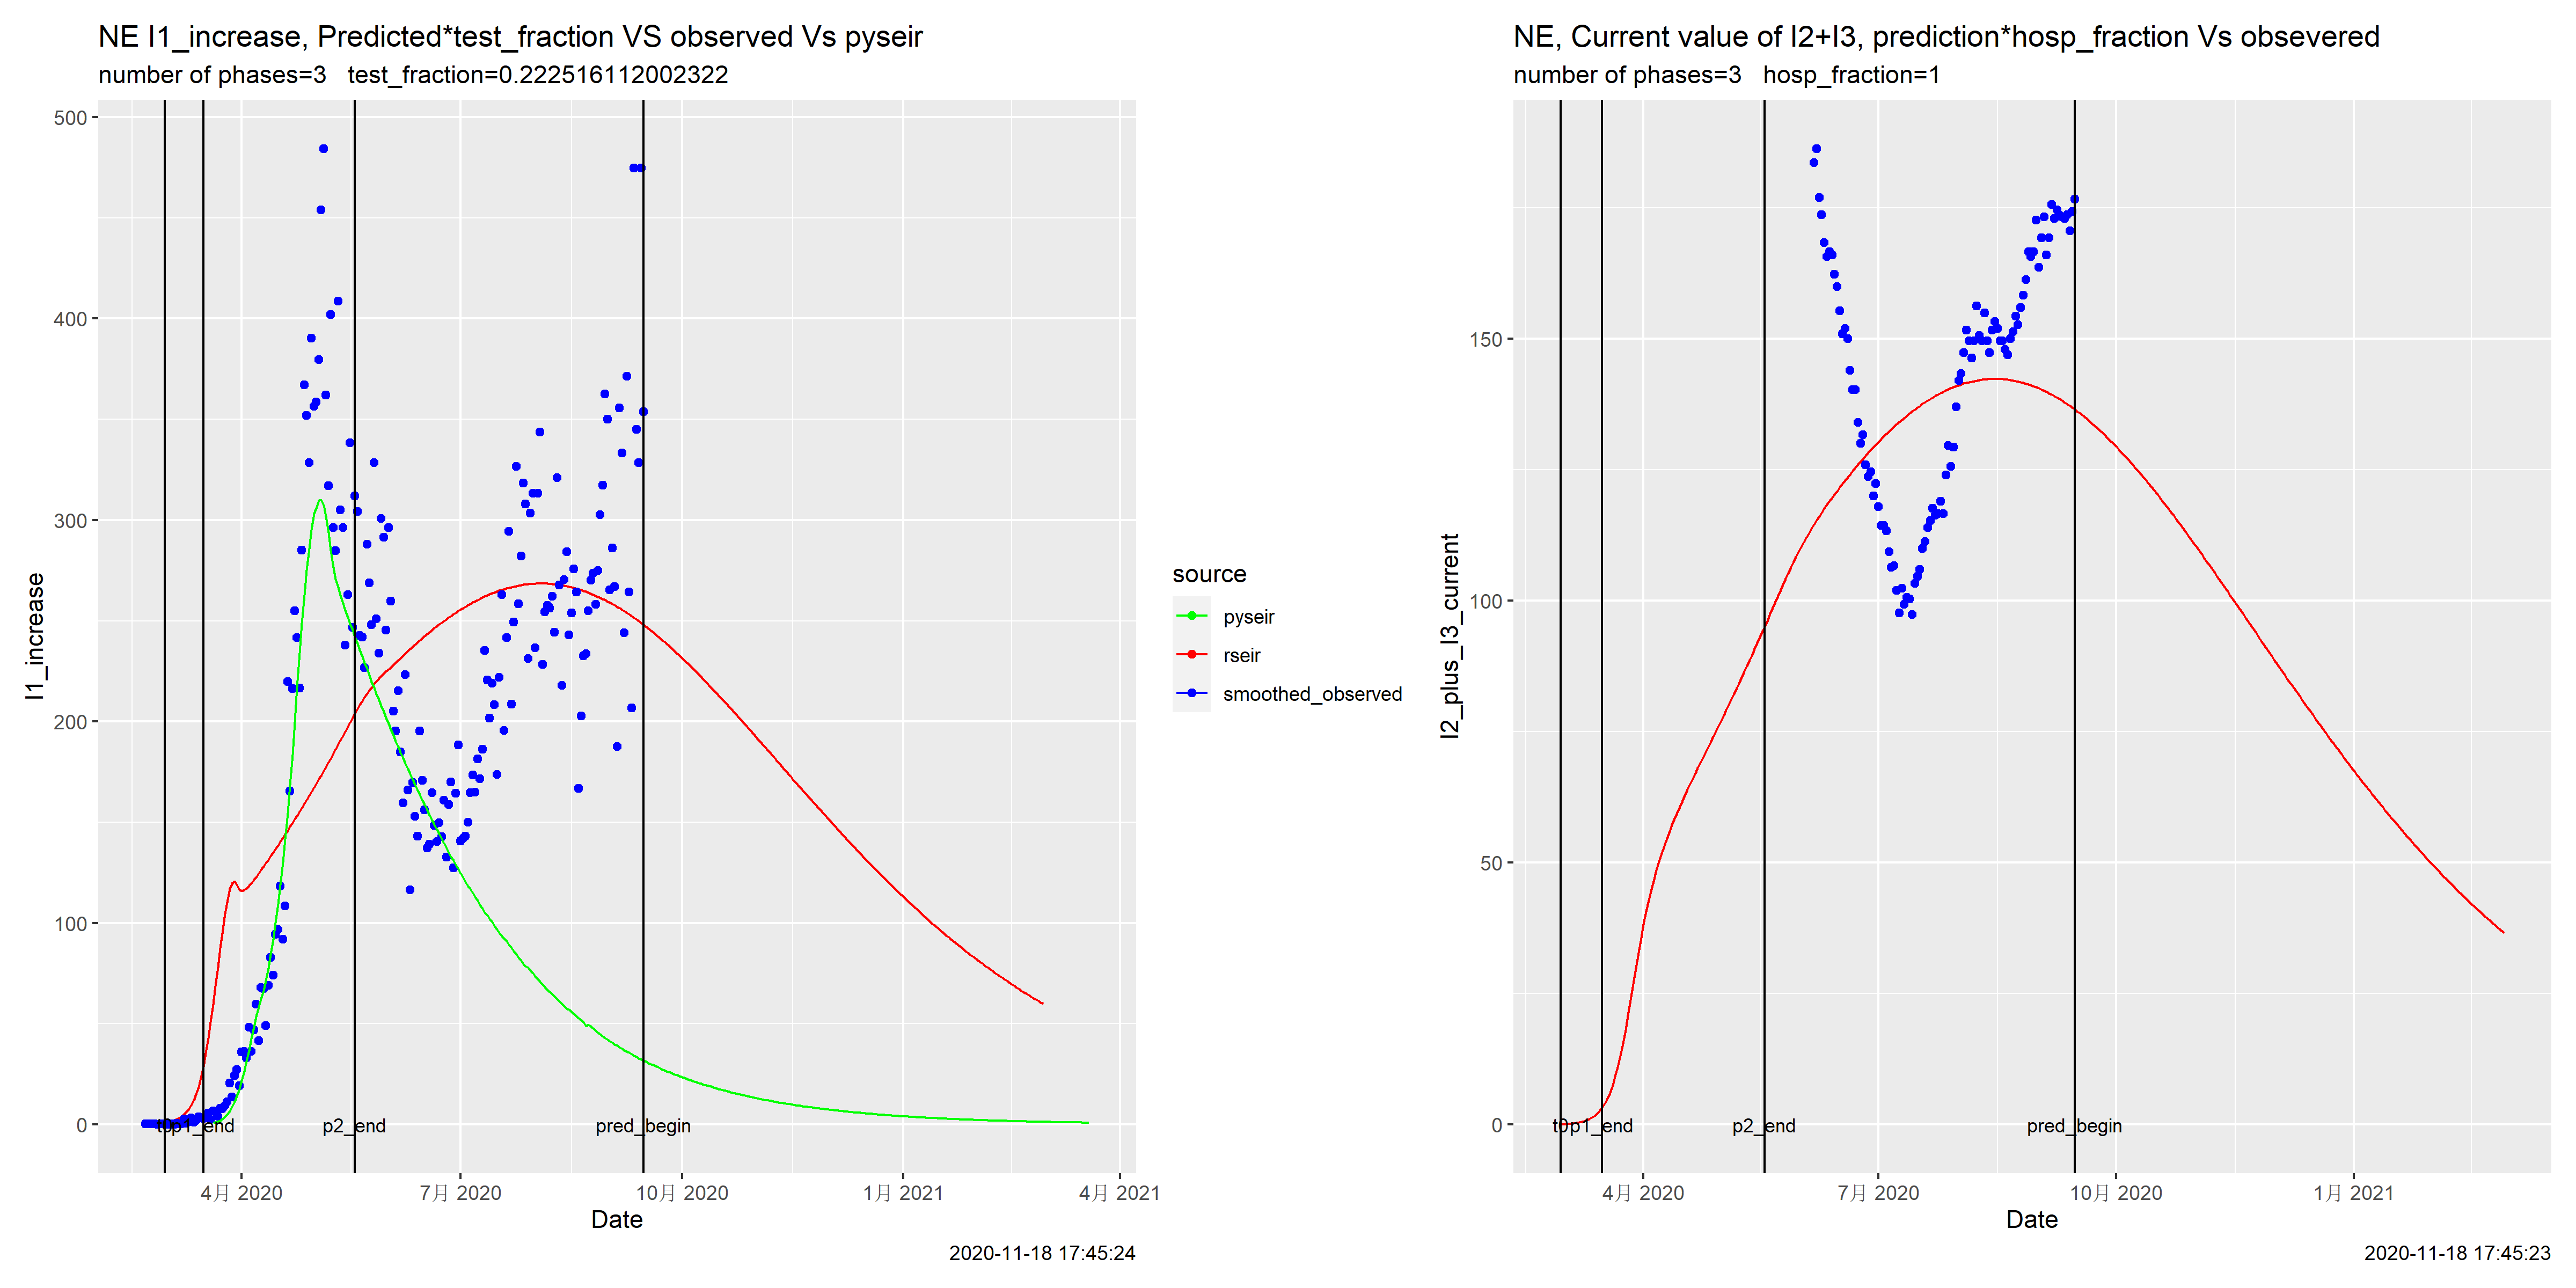 NE I1_increase, Predicted*test_fraction VS observed Vs pyseir
number of phases=3   test_fraction=0.222516112002322
500
400
300
200
100
0
I1_increase
t0
p1_end
p2_end
pred_begin
4月 2020
7月 2020
10月 2020
1月 2021
4月 2021
Date
2020-11-18 17:45:24
source
pyseir
rseir
smoothed_observed
NE, Current value of I2+I3, prediction*hosp_fraction Vs obsevered
number of phases=3   hosp_fraction=1
150
100
50
0
I2_plus_I3_current
t0
p1_end
p2_end
pred_begin
4月 2020
7月 2020
10月 2020
1月 2021
Date
2020-11-18 17:45:23